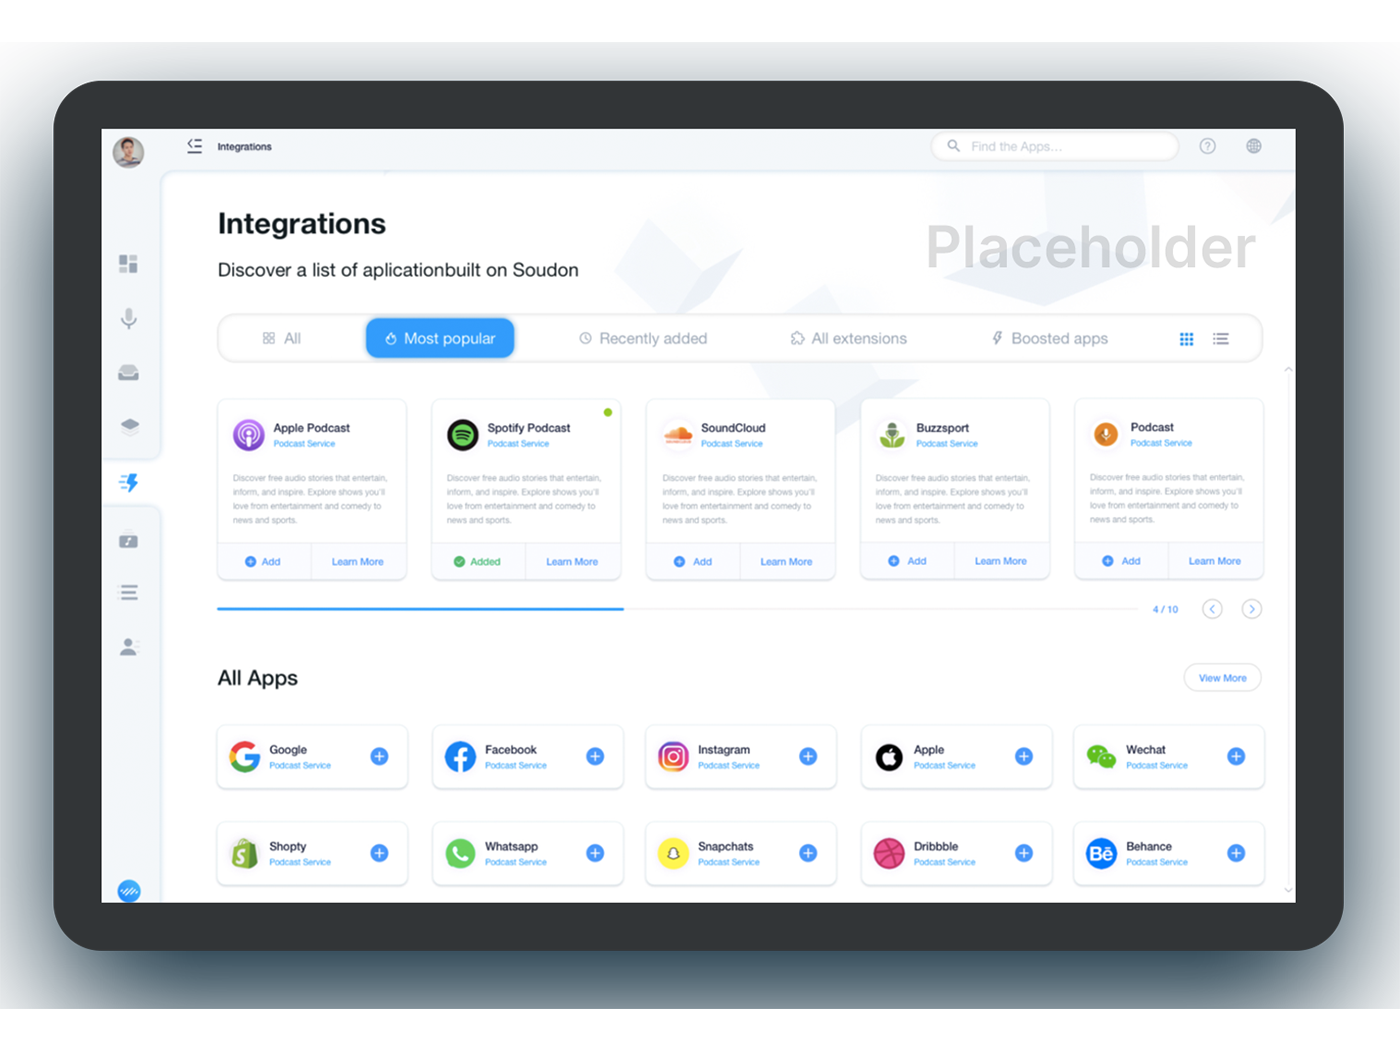 Integrations
Find the Apps...
Integrations
Placeholder
Discover a list of aplicationbuilt on Soudon
All
Most popular
Recently added
All extensions
Boosted apps
Apple Podcast
Podcast Service
Discover free audio stories that entertain,
inform, and inspire. Explore shows you'll
love from entertainment and comedy to
news and sports.
Add
Learn More
Spotify Podcast
Podcast Service
Discover free audio stories that entertain,
inform, and inspire. Explore shows you'll
love from entertainment and comedy to
news and sports.
Added
Learn More
SoundCloud
Podcast Service
Discover free audio stories that entertain,
inform, and inspire. Explore shows you'll
love from entertainment and comedy to
news and sports.
Add
Learn More
Buzzsport
Podcast Service
Discover free audio stories that entertain,
inform, and inspire. Explore shows you'll
love from entertainment and comedy to
news and sports.
Add
Learn More
Podcast
Podcast Service
Discover free audio stories that entertain,
inform, and inspire. Explore shows you'll
love from entertainment and comedy to
news and sports.
Add
Learn More
4 / 10
All Apps
View More
Google
Podcast Service
Facebook
Podcast Service
Instagram
Podcast Service
Apple
Podcast Service
Wechat
Podcast Service
Shopty
Podcast Service
Whatsapp
Podcast Service
Snapchats
Podcast Service
Dribbble
Podcast Service
Bē
Behance
Podcast Service